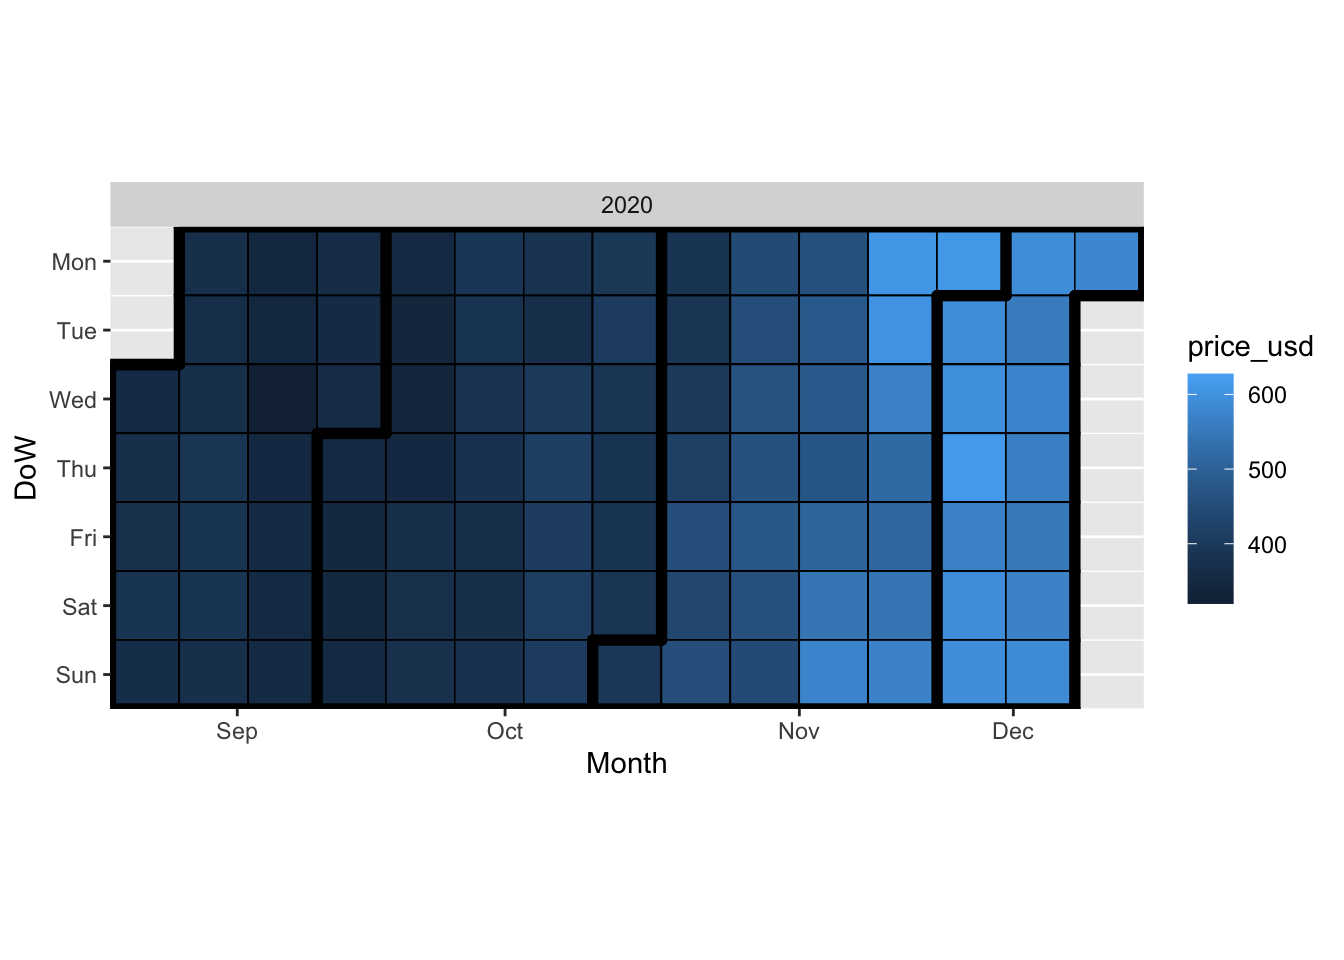 2020
Mon
Tue
Wed
Thu
Fri
Sat
Sun
DoW
Sep Oct Nov Dec
Month
price_usd
600
500
400